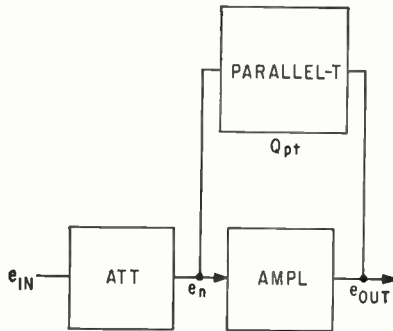 PARALLEL-T
Qpt
eIN
ATT
en
AMPL
eOUT